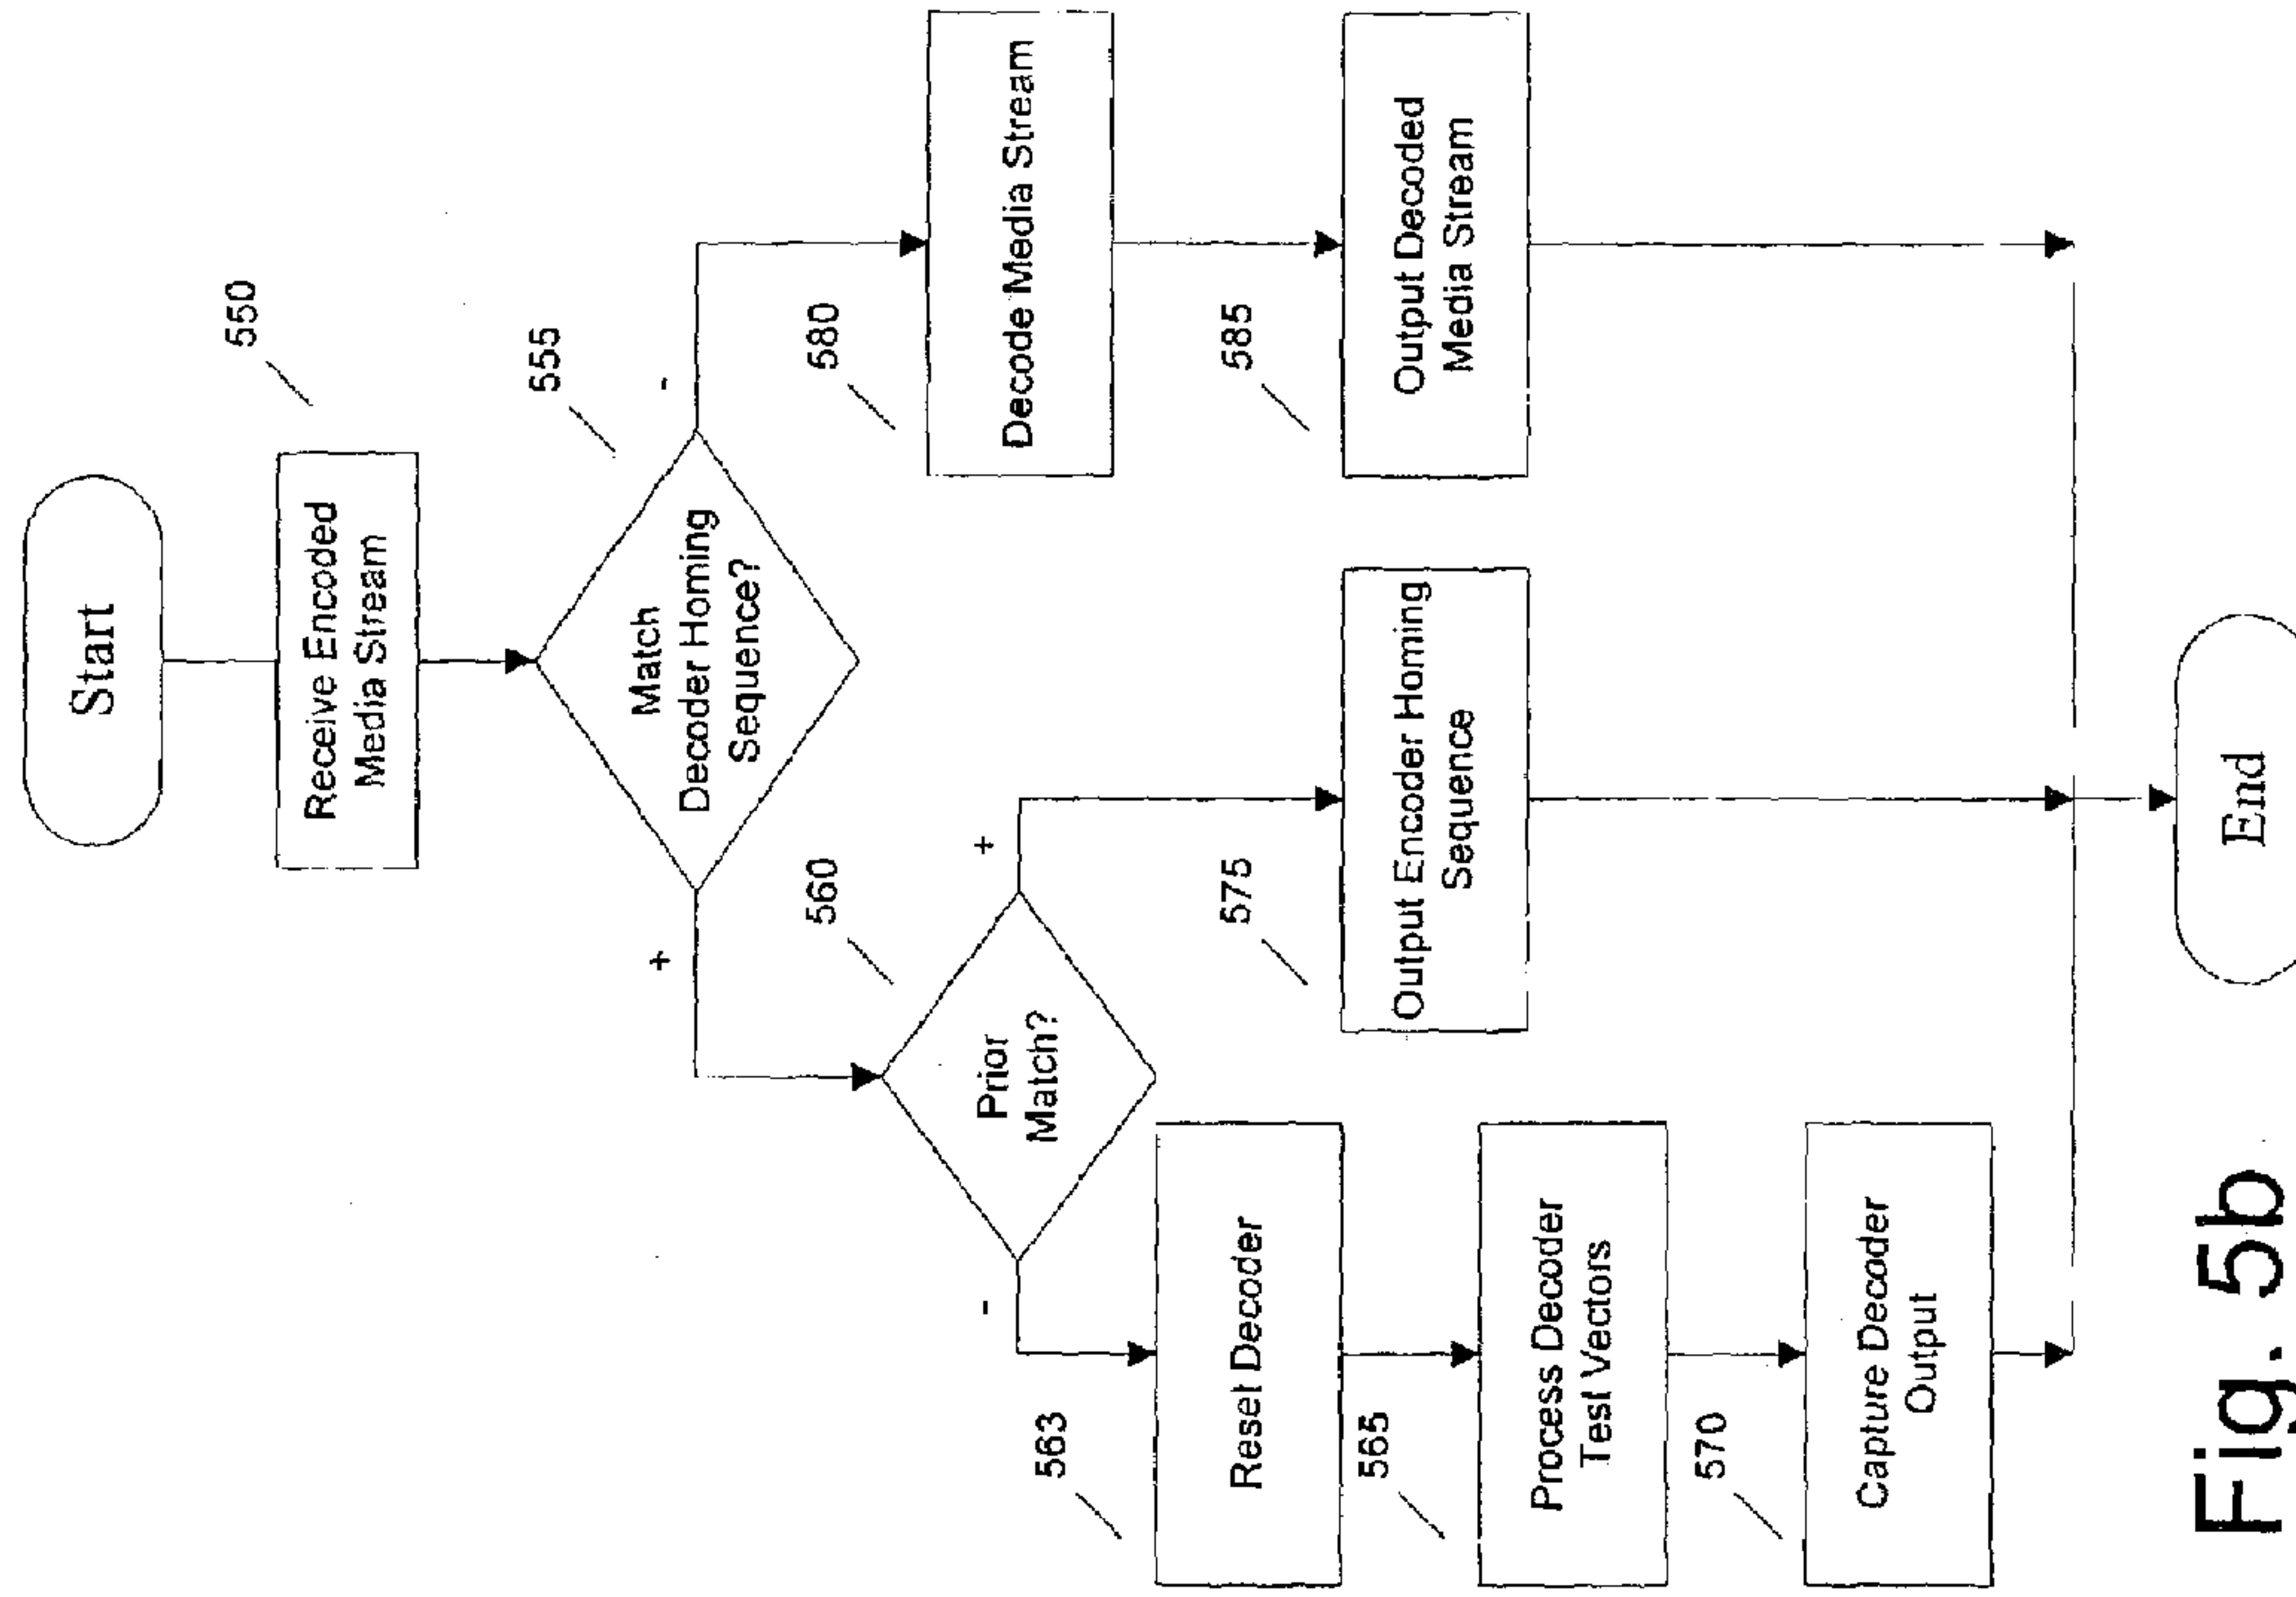 Start
550
Receive Encoded
Media Stream
555
Match
Decoder Homing
Sequence?
+
-
560
Prior
Match?
-
+
580
Decode Media Stream
563
Reset Decoder
575
Output Encoder Homing
Sequence
585
Output Decoded
Media Stream
565
Process Decoder
Test Vectors
570
Capture Decoder
Output
End
Fig. 5b